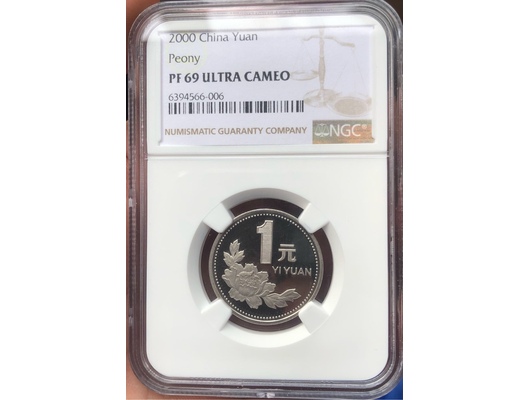 2000 China Yuan
Peony
PF 69 ULTRA CAMEO
6394566-006
NUMISMATIC GUARANTY COMPANY NGC®
1元
YI YUAN